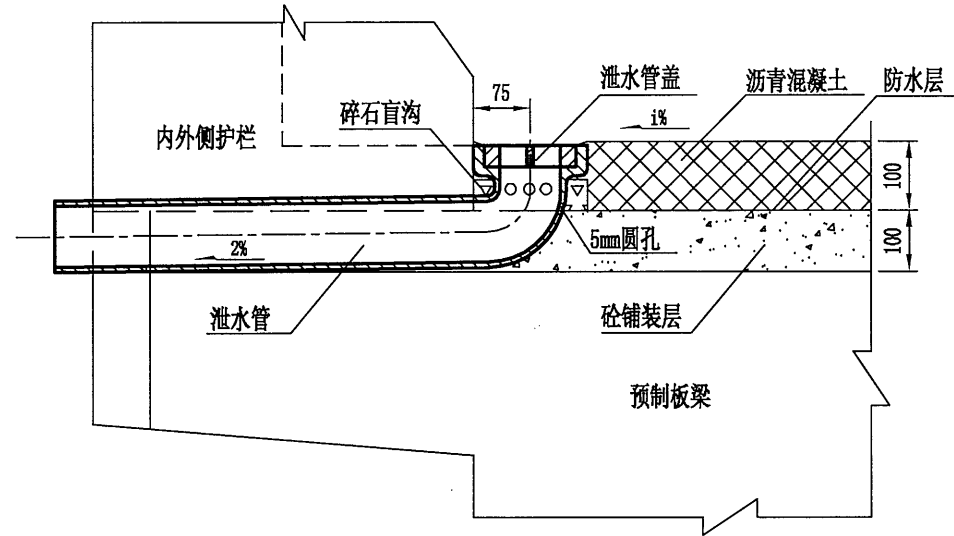 泄水管盖
沥青混凝土
防水层
75
碎石盲沟
i%
内外侧护栏
100
5mm圆孔
2%
100
泄水管
砼铺装层
预制板梁